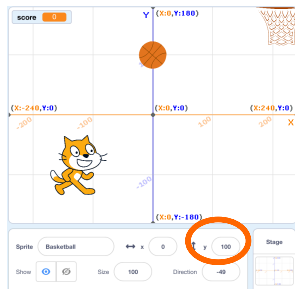 score 0
Y (X:0,Y:180)
(X:-240,Y:0) (X:0,Y:0) (X:240,Y:0)
-200 -100 100 200 X
-100
(X:0,Y:-180)
Sprite Basketball x 0 y 100 Stage
Show Size 100 Direction -49